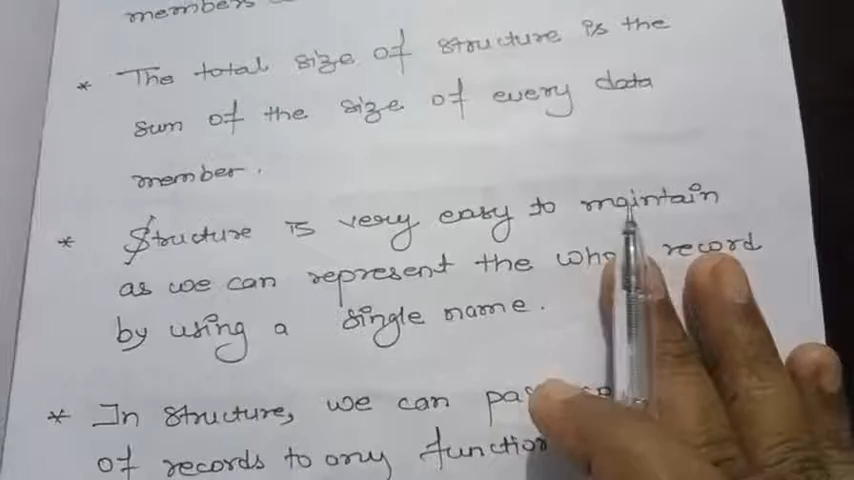 members
* The total size of structure is the
sum of the size of every data
member.
* Structure is very easy to maintain
as we can represent the record
by using a single name.
* In structure, we can
of records to any function